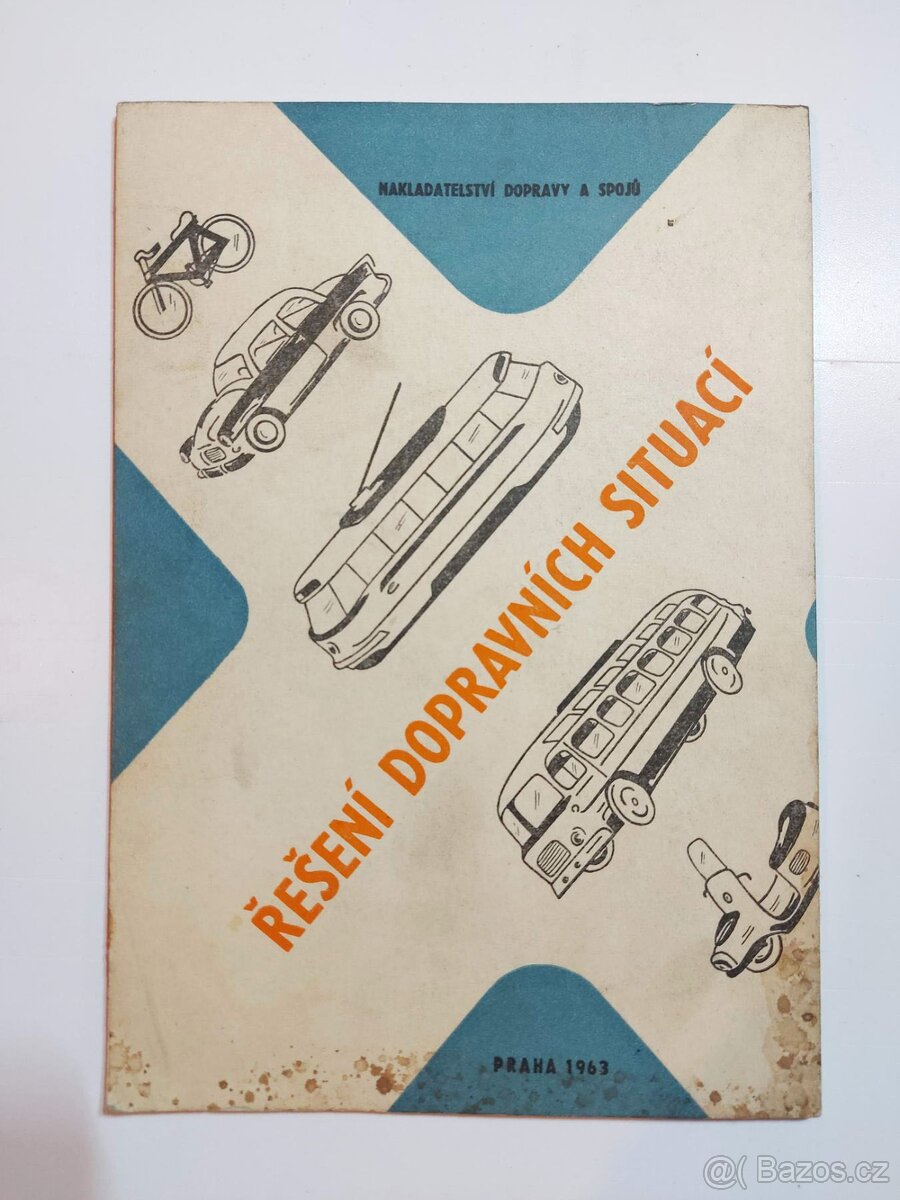 NAKLADATELSTVÍ DOPRAVY A SPOJŮ
ŘEŠENÍ DOPRAVNÍCH SITUACÍ
PRAHA 1963
@( Bazos.cz